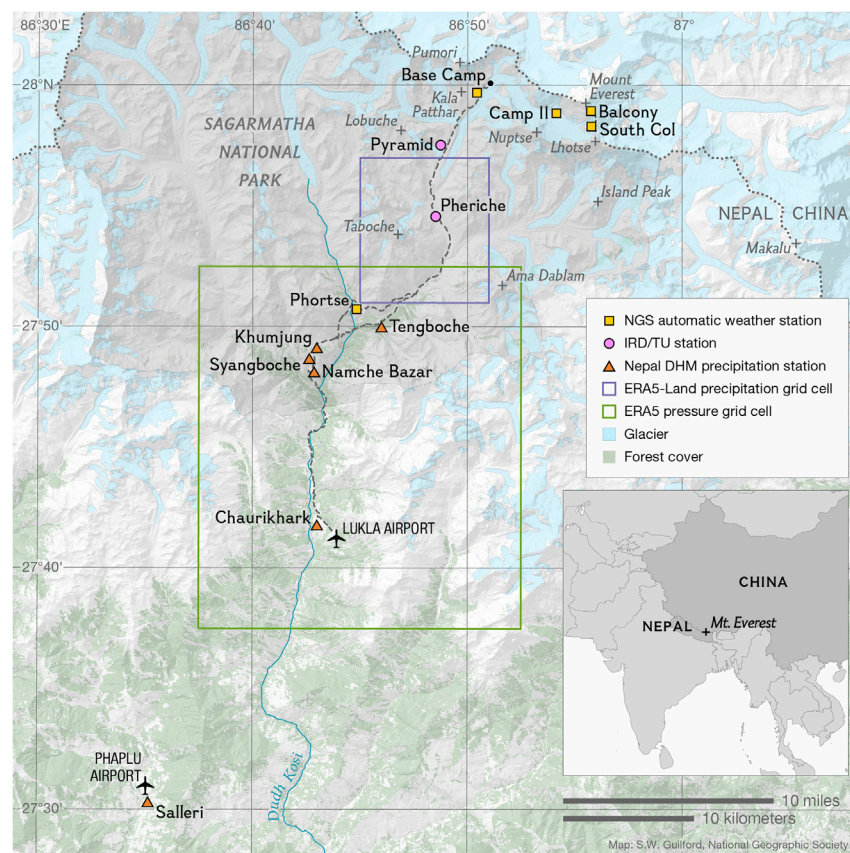 86°30'E
86°40'
86°50'
87°
28°N
27°50'
27°40'
27°30'
Pumori
Base Camp
Kala
Patthar
Mount
Everest
Camp II
Balcony
South Col
Lobuche
Nuptse
Lhotse
SAGARMATHA
NATIONAL
PARK
Pyramid
Pheriche
Island Peak
NEPAL
CHINA
Taboche
Makalu
Ama Dablam
Phortse
Tengboche
Khumjung
Syangboche
Namche Bazar
Chaurikhark
LUKLA AIRPORT
PHAPLU
AIRPORT
Salleri
Dudh Kosi
NGS automatic weather station
IRD/TU station
Nepal DHM precipitation station
ERA5-Land precipitation grid cell
ERA5 pressure grid cell
Glacier
Forest cover
CHINA
NEPAL
Mt. Everest
10 miles
10 kilometers
Map: S.W. Guilford, National Geographic Society